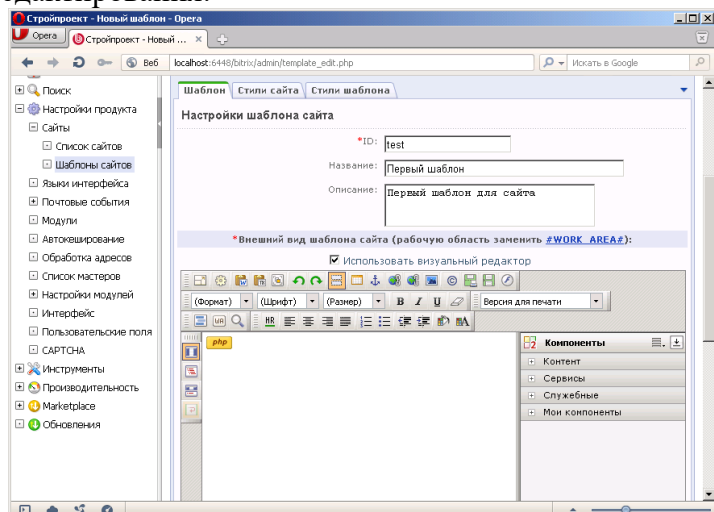 Стройпроект - Новый шаблон - Opera
Opera
Стройпроект - Новый ...
Веб
localhost:6448/bitrix/admin/template_edit.php
Искать в Google
Поиск
Настройки продукта
Сайты
Список сайтов
Шаблоны сайтов
Языки интерфейса
Почтовые события
Модули
Автокеширование
Обработка адресов
Список мастеров
Настройки модулей
Интерфейс
Пользовательские поля
CAPTCHA
Инструменты
Производительность
Marketplace
Обновления
Шаблон
Стили сайта
Стили шаблона
Настройки шаблона сайта
*ID: test
Название: Первый шаблон
Описание: Первый шаблон для сайта
*Внешний вид шаблона сайта (рабочую область заменить #WORK_AREA#):
Использовать визуальный редактор
(Формат) (Шрифт) (Размер) B I U Версия для печати
HR
php
Компоненты
Контент
Сервисы
Служебные
Мои компоненты